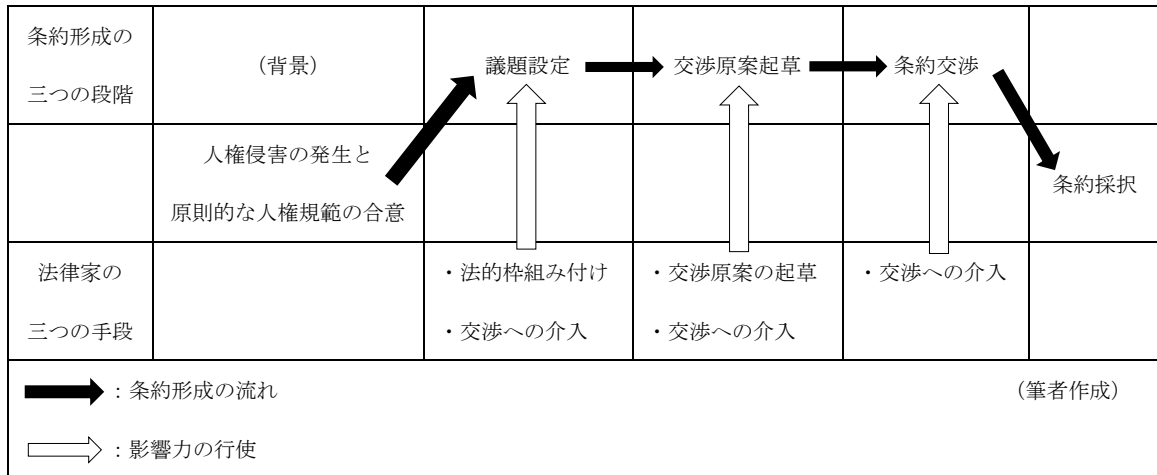 条約形成の
三つの段階
（背景）
議題設定
交渉原案起草
条約交渉
人権侵害の発生と
原則的な人権規範の合意
条約採択
法律家の
三つの手段
・法的枠組み付け
・交渉への介入
・交渉原案の起草
・交渉への介入
・交渉への介入
：条約形成の流れ
（筆者作成）
：影響力の行使